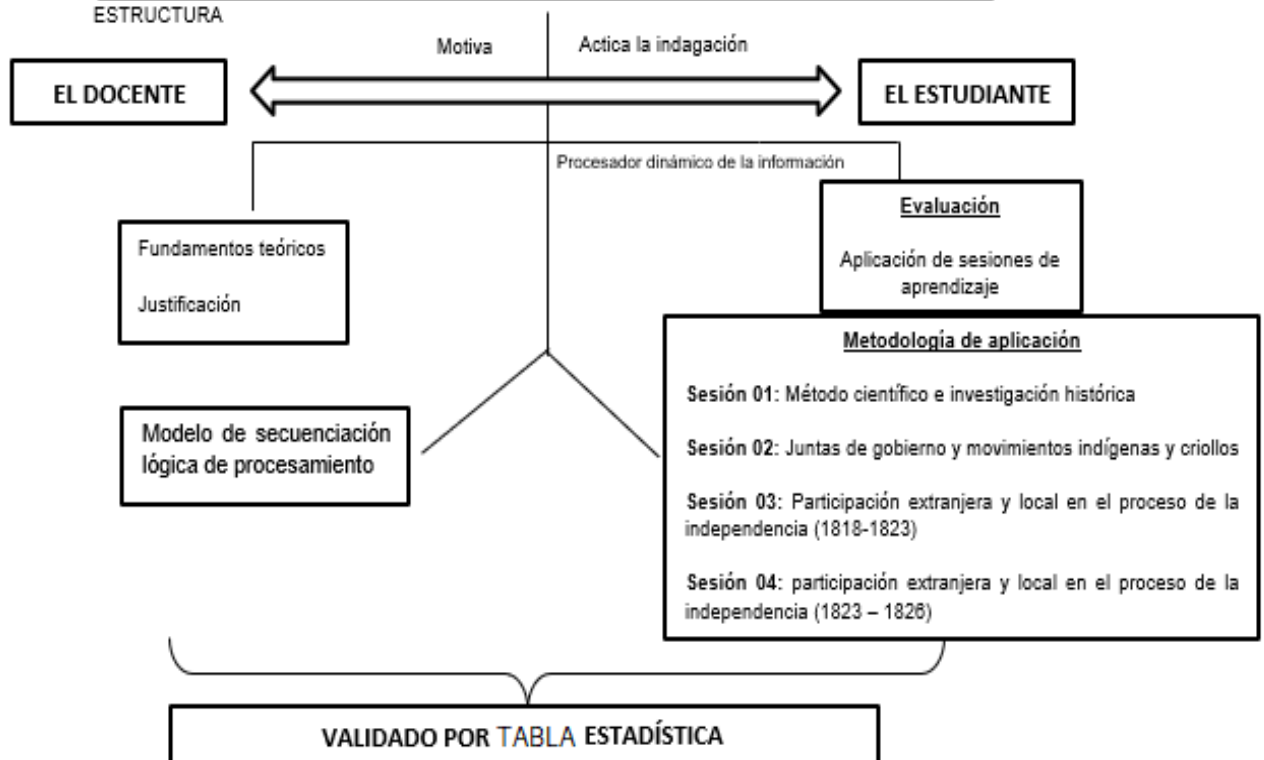 ESTRUCTURA
Motiva
Actica la indagación
EL DOCENTE
EL ESTUDIANTE
Procesador dinámico de la información
Fundamentos teóricos
Justificación
Evaluación
Aplicación de sesiones de
aprendizaje
Modelo de secuenciación
lógica de procesamiento
Metodología de aplicación
Sesión 01: Método científico e investigación histórica
Sesión 02: Juntas de gobierno y movimientos indígenas y criollos
Sesión 03: Participación extranjera y local en el proceso de la
independencia (1818-1823)
Sesión 04: participación extranjera y local en el proceso de la
independencia (1823 – 1826)
VALIDADO POR TABLA ESTADÍSTICA